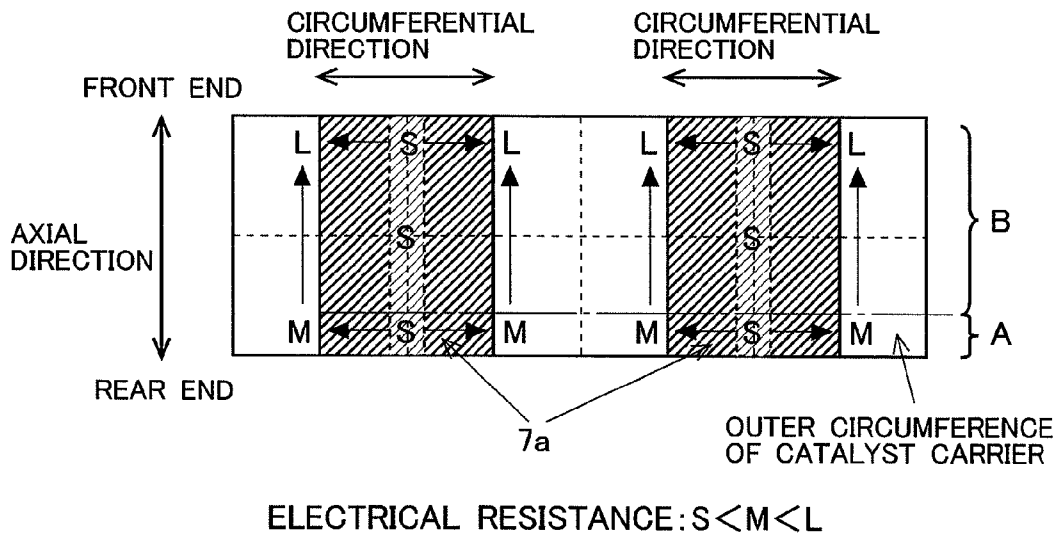 CIRCUMFERENTIAL
DIRECTION
CIRCUMFERENTIAL
DIRECTION
FRONT END
L S L L S L
AXIAL
DIRECTION
S S
B
M S M M S M
A
REAR END
7a
OUTER CIRCUMFERENCE
OF CATALYST CARRIER
ELECTRICAL RESISTANCE:S<M<L